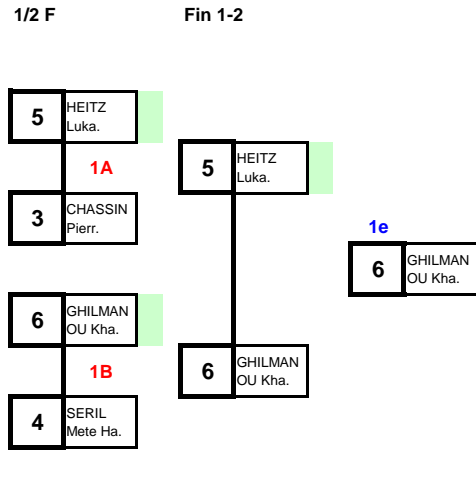 1/2 F
Fin 1-2
5
HEITZ
Luka.
1A
3
CHASSIN
Pierr.
6
GHILMAN
OU Kha.
1B
4
SERIL
Mete Ha.
5
HEITZ
Luka.
6
GHILMAN
OU Kha.
1e
6
GHILMAN
OU Kha.